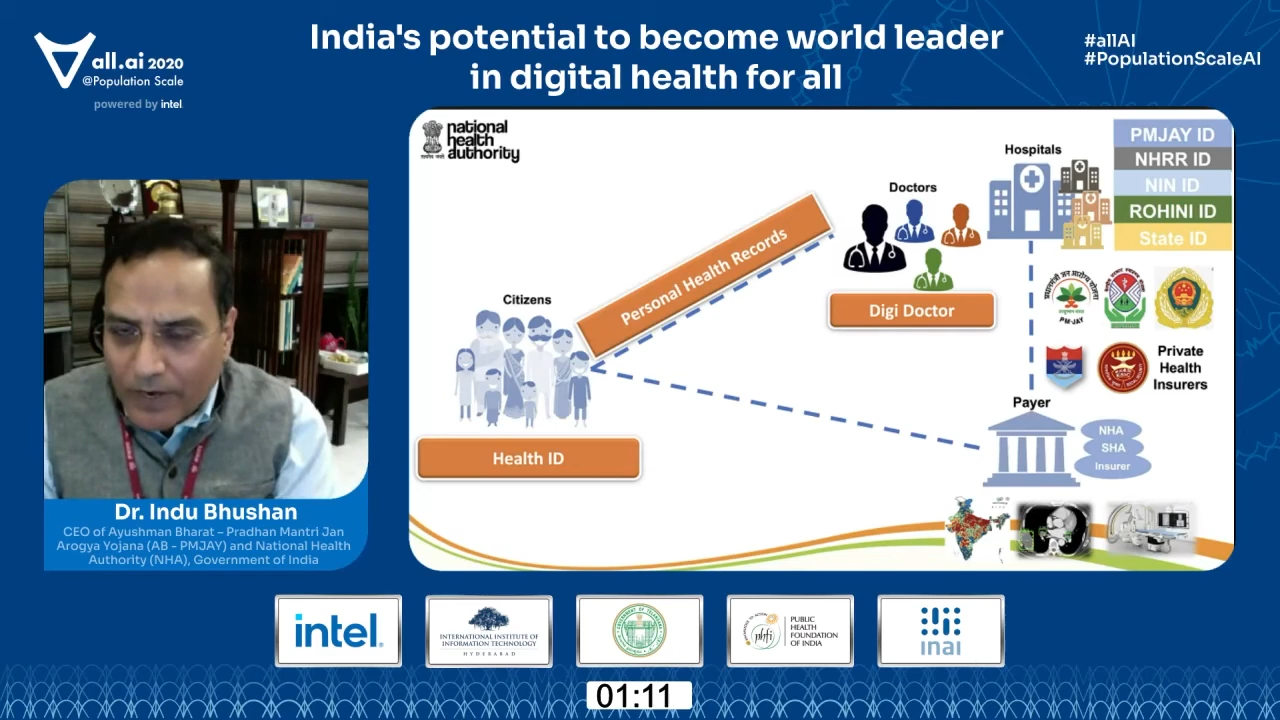 India's potential to become world leader
in digital health for all
all.ai 2020
@Population Scale
powered by intel
#allAI
#PopulationScaleAI
national
health
authority
Hospitals
PMJAY ID
NHRR ID
NIN ID
ROHINI ID
State ID
Doctors
Personal Health Records
Digi Doctor
Citizens
Health ID
PM-JAY
Private
Health
Insurers
Payer
NHA
SHA
Insurer
Dr. Indu Bhushan
CEO of Ayushman Bharat – Pradhan Mantri Jan
Arogya Yojana (AB - PMJAY) and National Health
Authority (NHA), Government of India
intel.
INTERNATIONAL INSTITUTE OF
INFORMATION TECHNOLOGY
HYDERABAD
phfi
PUBLIC
HEALTH
FOUNDATION
OF INDIA
inai
01:11